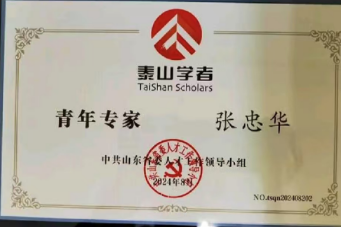 泰山学者
TaiShan Scholars
青年专家 张忠华
中共山东省委人才工作领导小组
2024年8月
NO.tsqn202408202